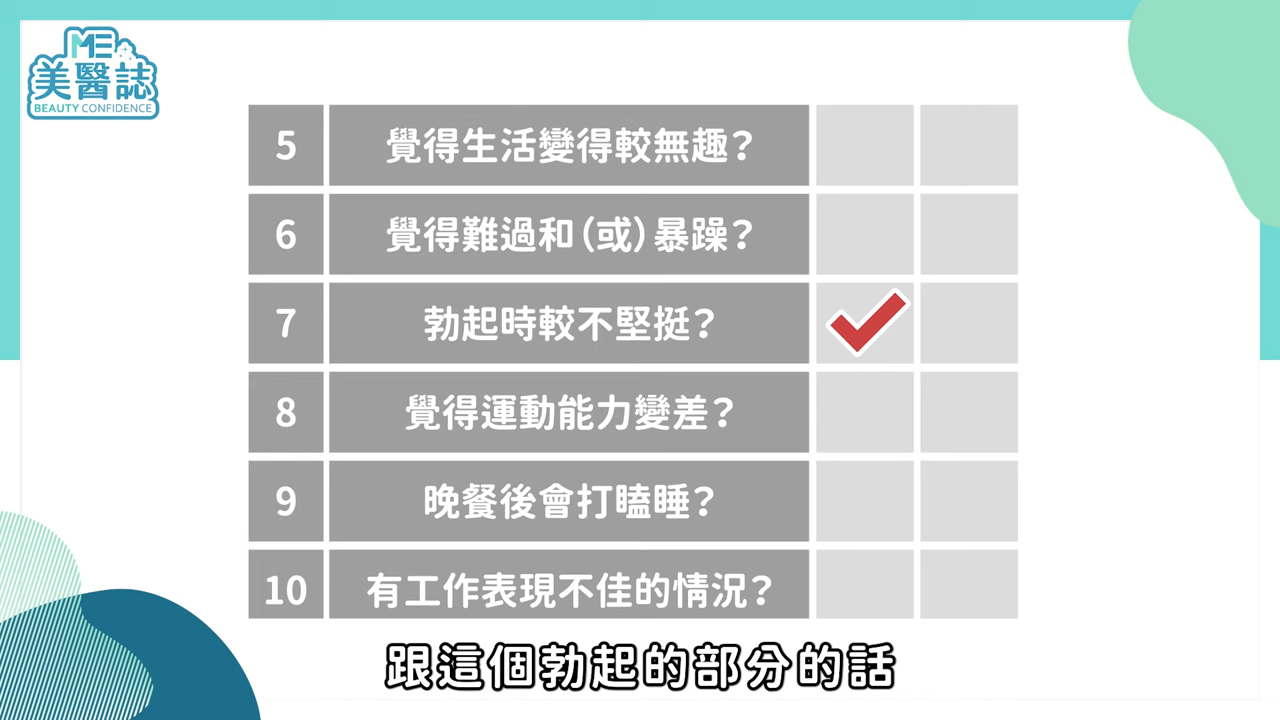 ME
美醫誌
BEAUTY CONFIDENCE
5 覺得生活變得較無趣？
6 覺得難過和（或）暴躁？
7 勃起時較不堅挺？
8 覺得運動能力變差？
9 晚餐後會打瞌睡？
10 有工作表現不佳的情況？
跟這個勃起的部分的話